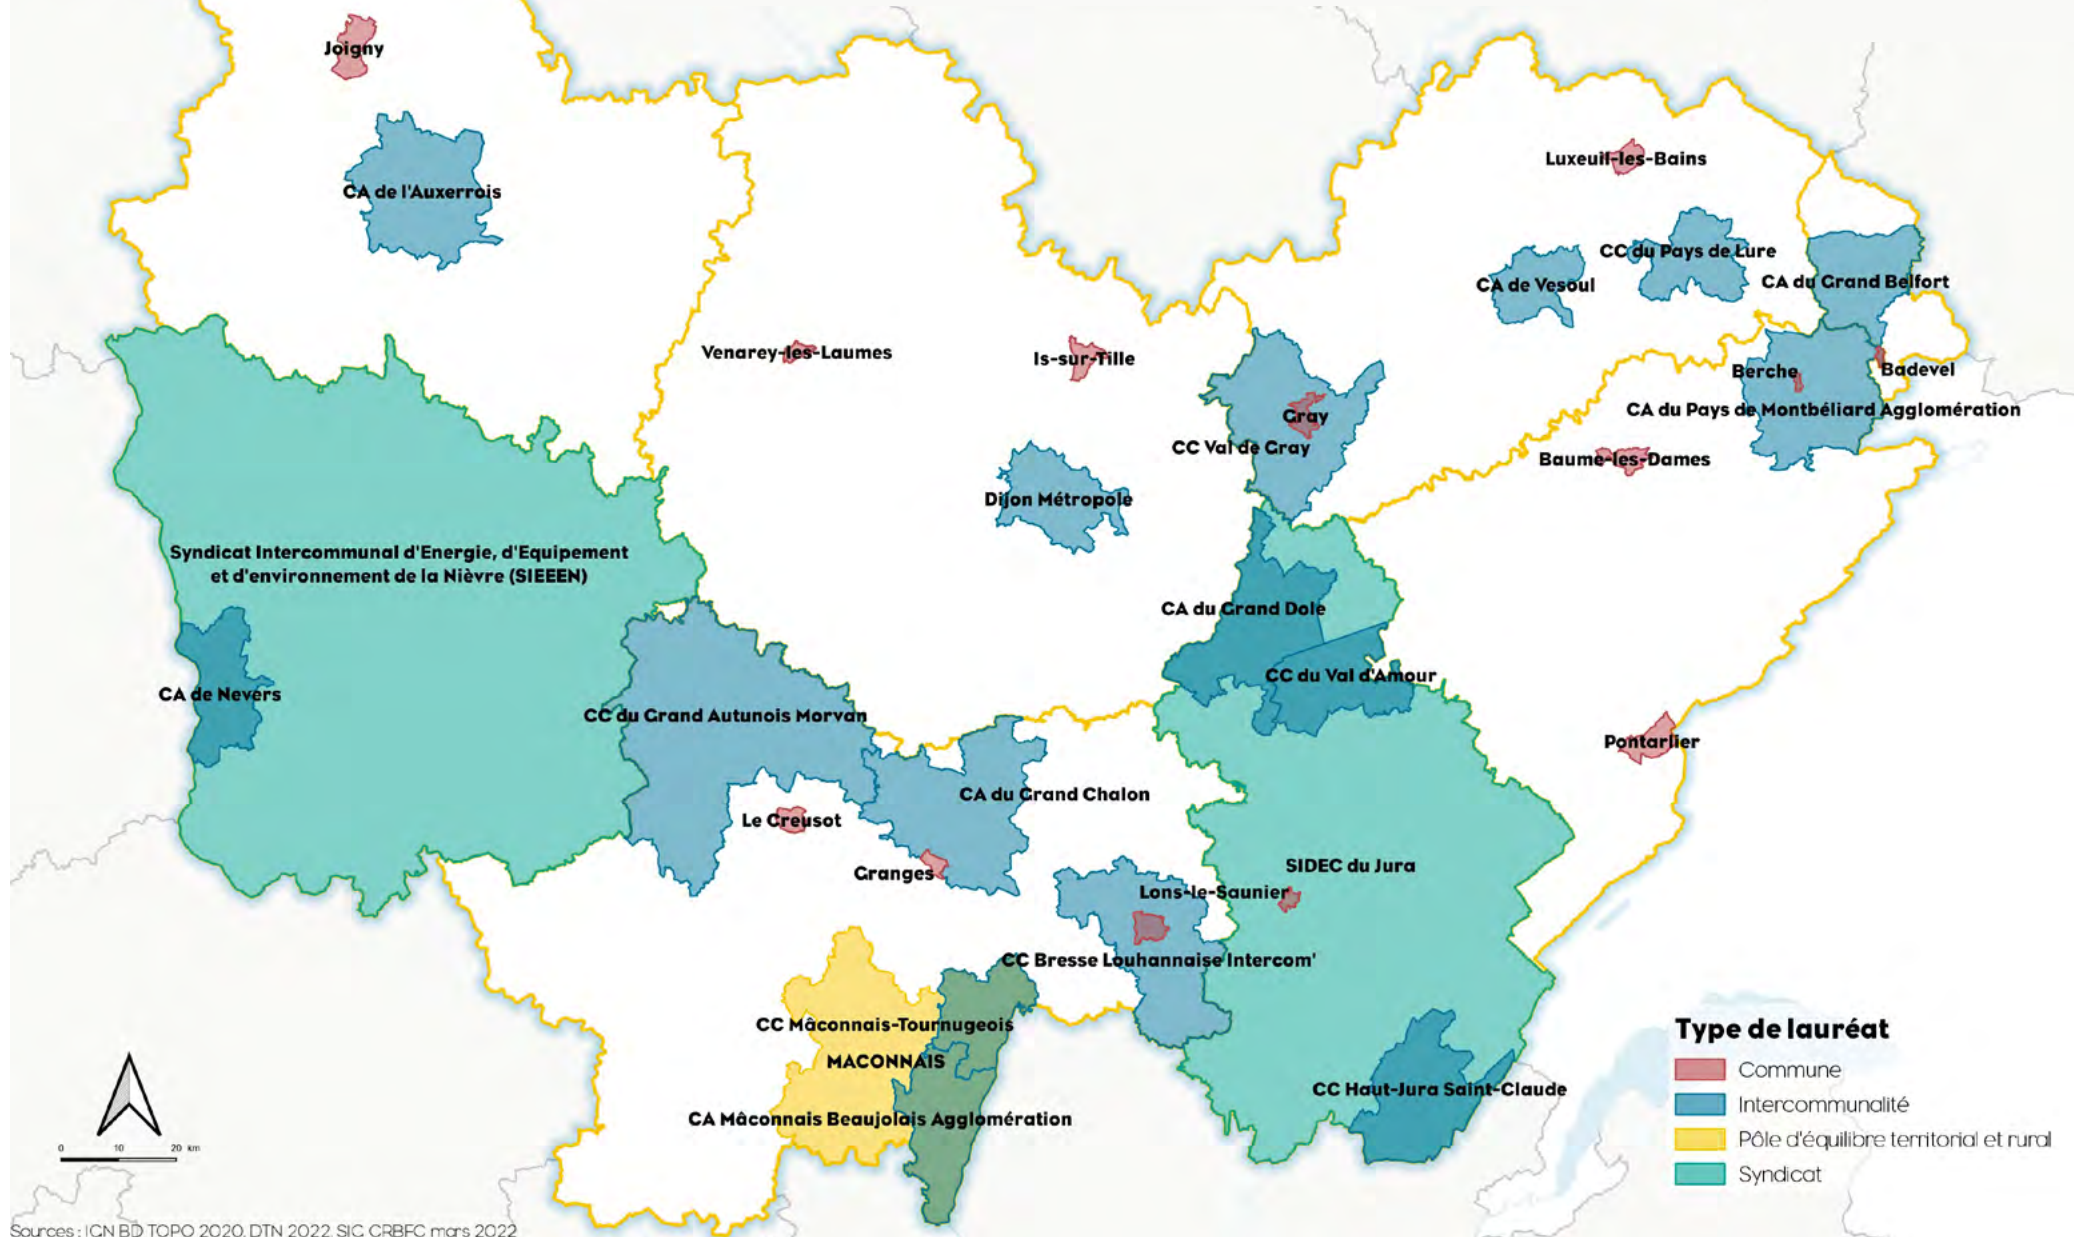 Joigny
CA de l'Auxerrois
Luxeuil-les-Bains
CC du Pays de Lure
CA de Vesoul
CA du Grand Belfort
Venarey-les-Laumes
Is-sur-Tille
Berche
Badevel
CA du Pays de Montbéliard Agglomération
Gray
CC Val de Gray
Baume-les-Dames
Dijon Métropole
Syndicat Intercommunal d'Energie, d'Equipement
et d'environnement de la Nièvre (SIEEEN)
CA du Grand Dole
CC du Val d'Amour
CA de Nevers
CC du Grand Autunois Morvan
Pontarlier
CA du Grand Chalon
Le Creusot
Granges
SIDEC du Jura
Lons-le-Saunier
CC Bresse Louhannaise Intercom'
CC Mâconnais-Tournugeois
MACONNAIS
CC Haut-Jura Saint-Claude
CA Mâconnais Beaujolais Agglomération
Type de lauréat
Commune
Intercommunalité
Pôle d'équilibre territorial et rural
Syndicat
0 10 20 km
Sources : IGN BD TOPO 2020, DTN 2022, SIG CRBFC mars 2022